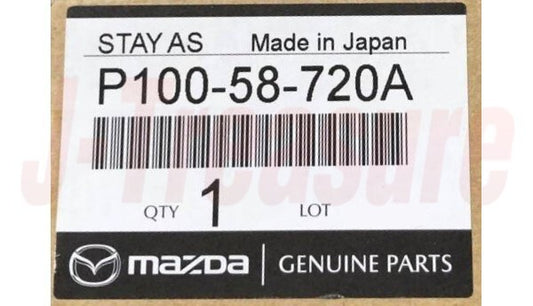 STAY AS Made in Japan
P100-58-720A
QTY 1 LOT
mazDa GENUINE PARTS
J-Treasure